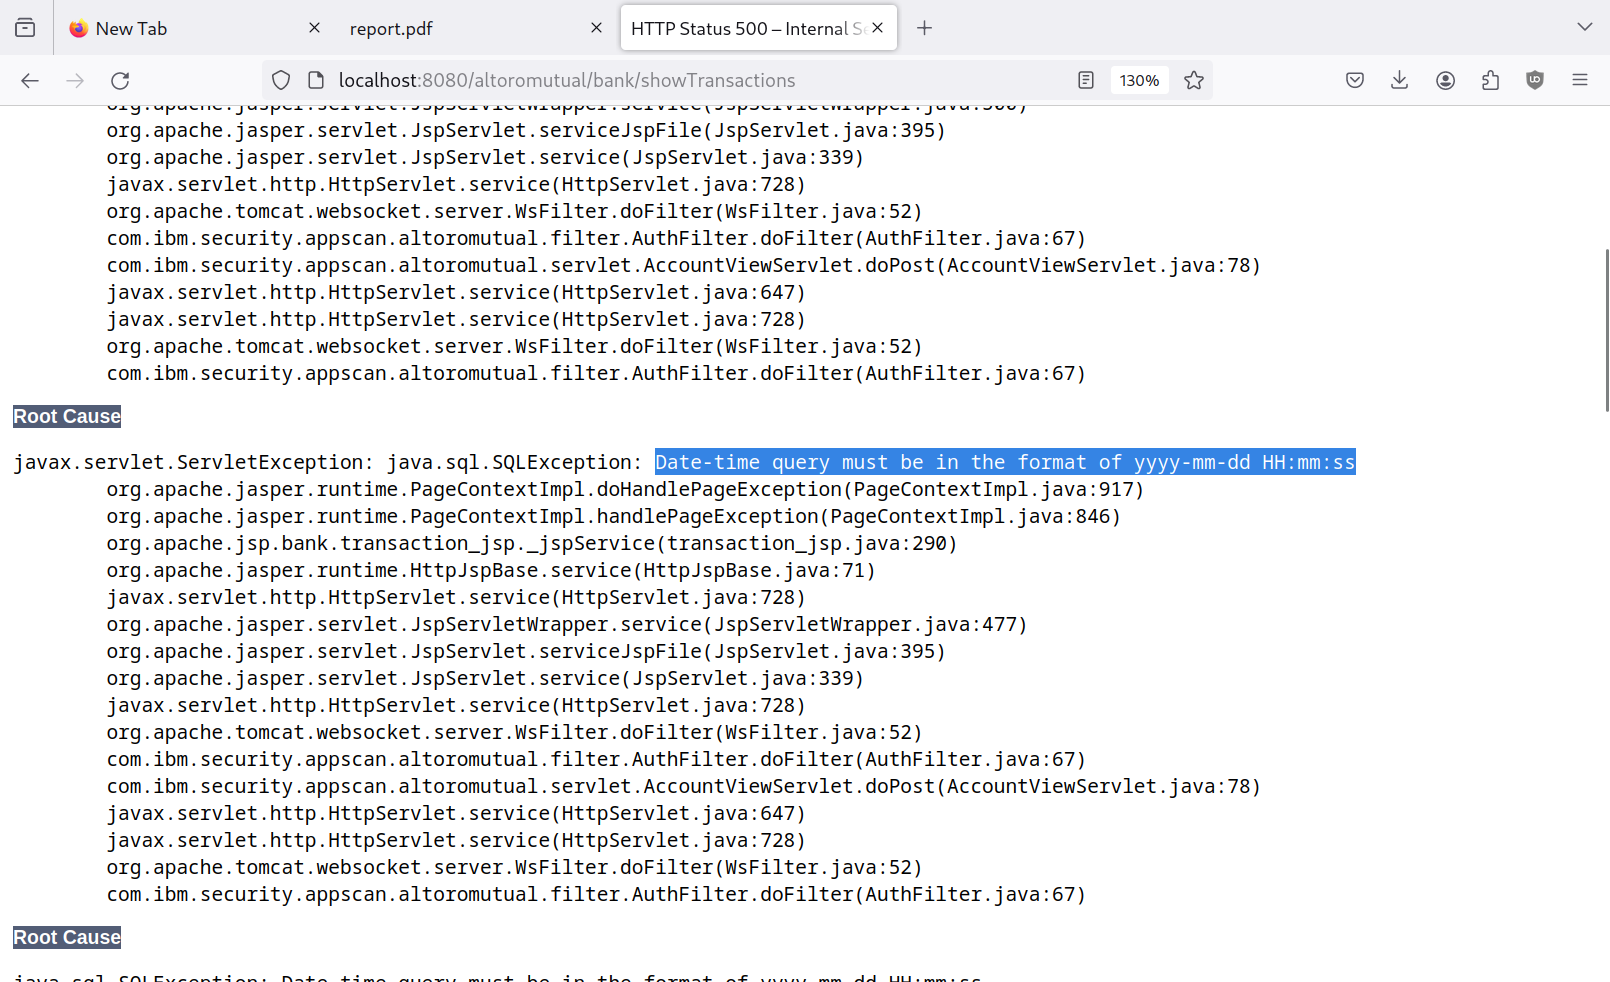 New Tab
report.pdf
HTTP Status 500 – Internal Se
localhost:8080/altoromutual/bank/showTransactions
130%
org.apache.jasper.servlet.JspServletWrapper.service(JspServletWrapper.java:500)
org.apache.jasper.servlet.JspServlet.serviceJspFile(JspServlet.java:395)
org.apache.jasper.servlet.JspServlet.service(JspServlet.java:339)
javax.servlet.http.HttpServlet.service(HttpServlet.java:728)
org.apache.tomcat.websocket.server.WsFilter.doFilter(WsFilter.java:52)
com.ibm.security.appscan.altoromutual.filter.AuthFilter.doFilter(AuthFilter.java:67)
com.ibm.security.appscan.altoromutual.servlet.AccountViewServlet.doPost(AccountViewServlet.java:78)
javax.servlet.http.HttpServlet.service(HttpServlet.java:647)
javax.servlet.http.HttpServlet.service(HttpServlet.java:728)
org.apache.tomcat.websocket.server.WsFilter.doFilter(WsFilter.java:52)
com.ibm.security.appscan.altoromutual.filter.AuthFilter.doFilter(AuthFilter.java:67)
Root Cause
javax.servlet.ServletException: java.sql.SQLException: Date-time query must be in the format of yyyy-mm-dd HH:mm:ss
org.apache.jasper.runtime.PageContextImpl.doHandlePageException(PageContextImpl.java:917)
org.apache.jasper.runtime.PageContextImpl.handlePageException(PageContextImpl.java:846)
org.apache.jsp.bank.transaction_jsp._jspService(transaction_jsp.java:290)
org.apache.jasper.runtime.HttpJspBase.service(HttpJspBase.java:71)
javax.servlet.http.HttpServlet.service(HttpServlet.java:728)
org.apache.jasper.servlet.JspServletWrapper.service(JspServletWrapper.java:477)
org.apache.jasper.servlet.JspServlet.serviceJspFile(JspServlet.java:395)
org.apache.jasper.servlet.JspServlet.service(JspServlet.java:339)
javax.servlet.http.HttpServlet.service(HttpServlet.java:728)
org.apache.tomcat.websocket.server.WsFilter.doFilter(WsFilter.java:52)
com.ibm.security.appscan.altoromutual.filter.AuthFilter.doFilter(AuthFilter.java:67)
com.ibm.security.appscan.altoromutual.servlet.AccountViewServlet.doPost(AccountViewServlet.java:78)
javax.servlet.http.HttpServlet.service(HttpServlet.java:647)
javax.servlet.http.HttpServlet.service(HttpServlet.java:728)
org.apache.tomcat.websocket.server.WsFilter.doFilter(WsFilter.java:52)
com.ibm.security.appscan.altoromutual.filter.AuthFilter.doFilter(AuthFilter.java:67)
Root Cause
java.sql.SQLException: Date-time query must be in the format of yyyy-mm-dd HH:mm:ss